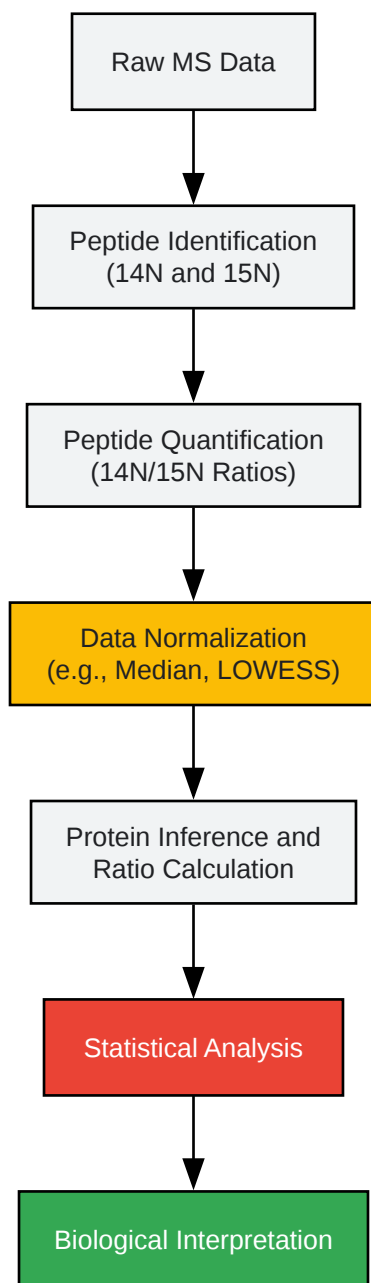 Raw MS Data
Peptide Identification
(14N and 15N)
Peptide Quantification
(14N/15N Ratios)
Data Normalization
(e.g., Median, LOWESS)
Protein Inference and
Ratio Calculation
Statistical Analysis
Biological Interpretation